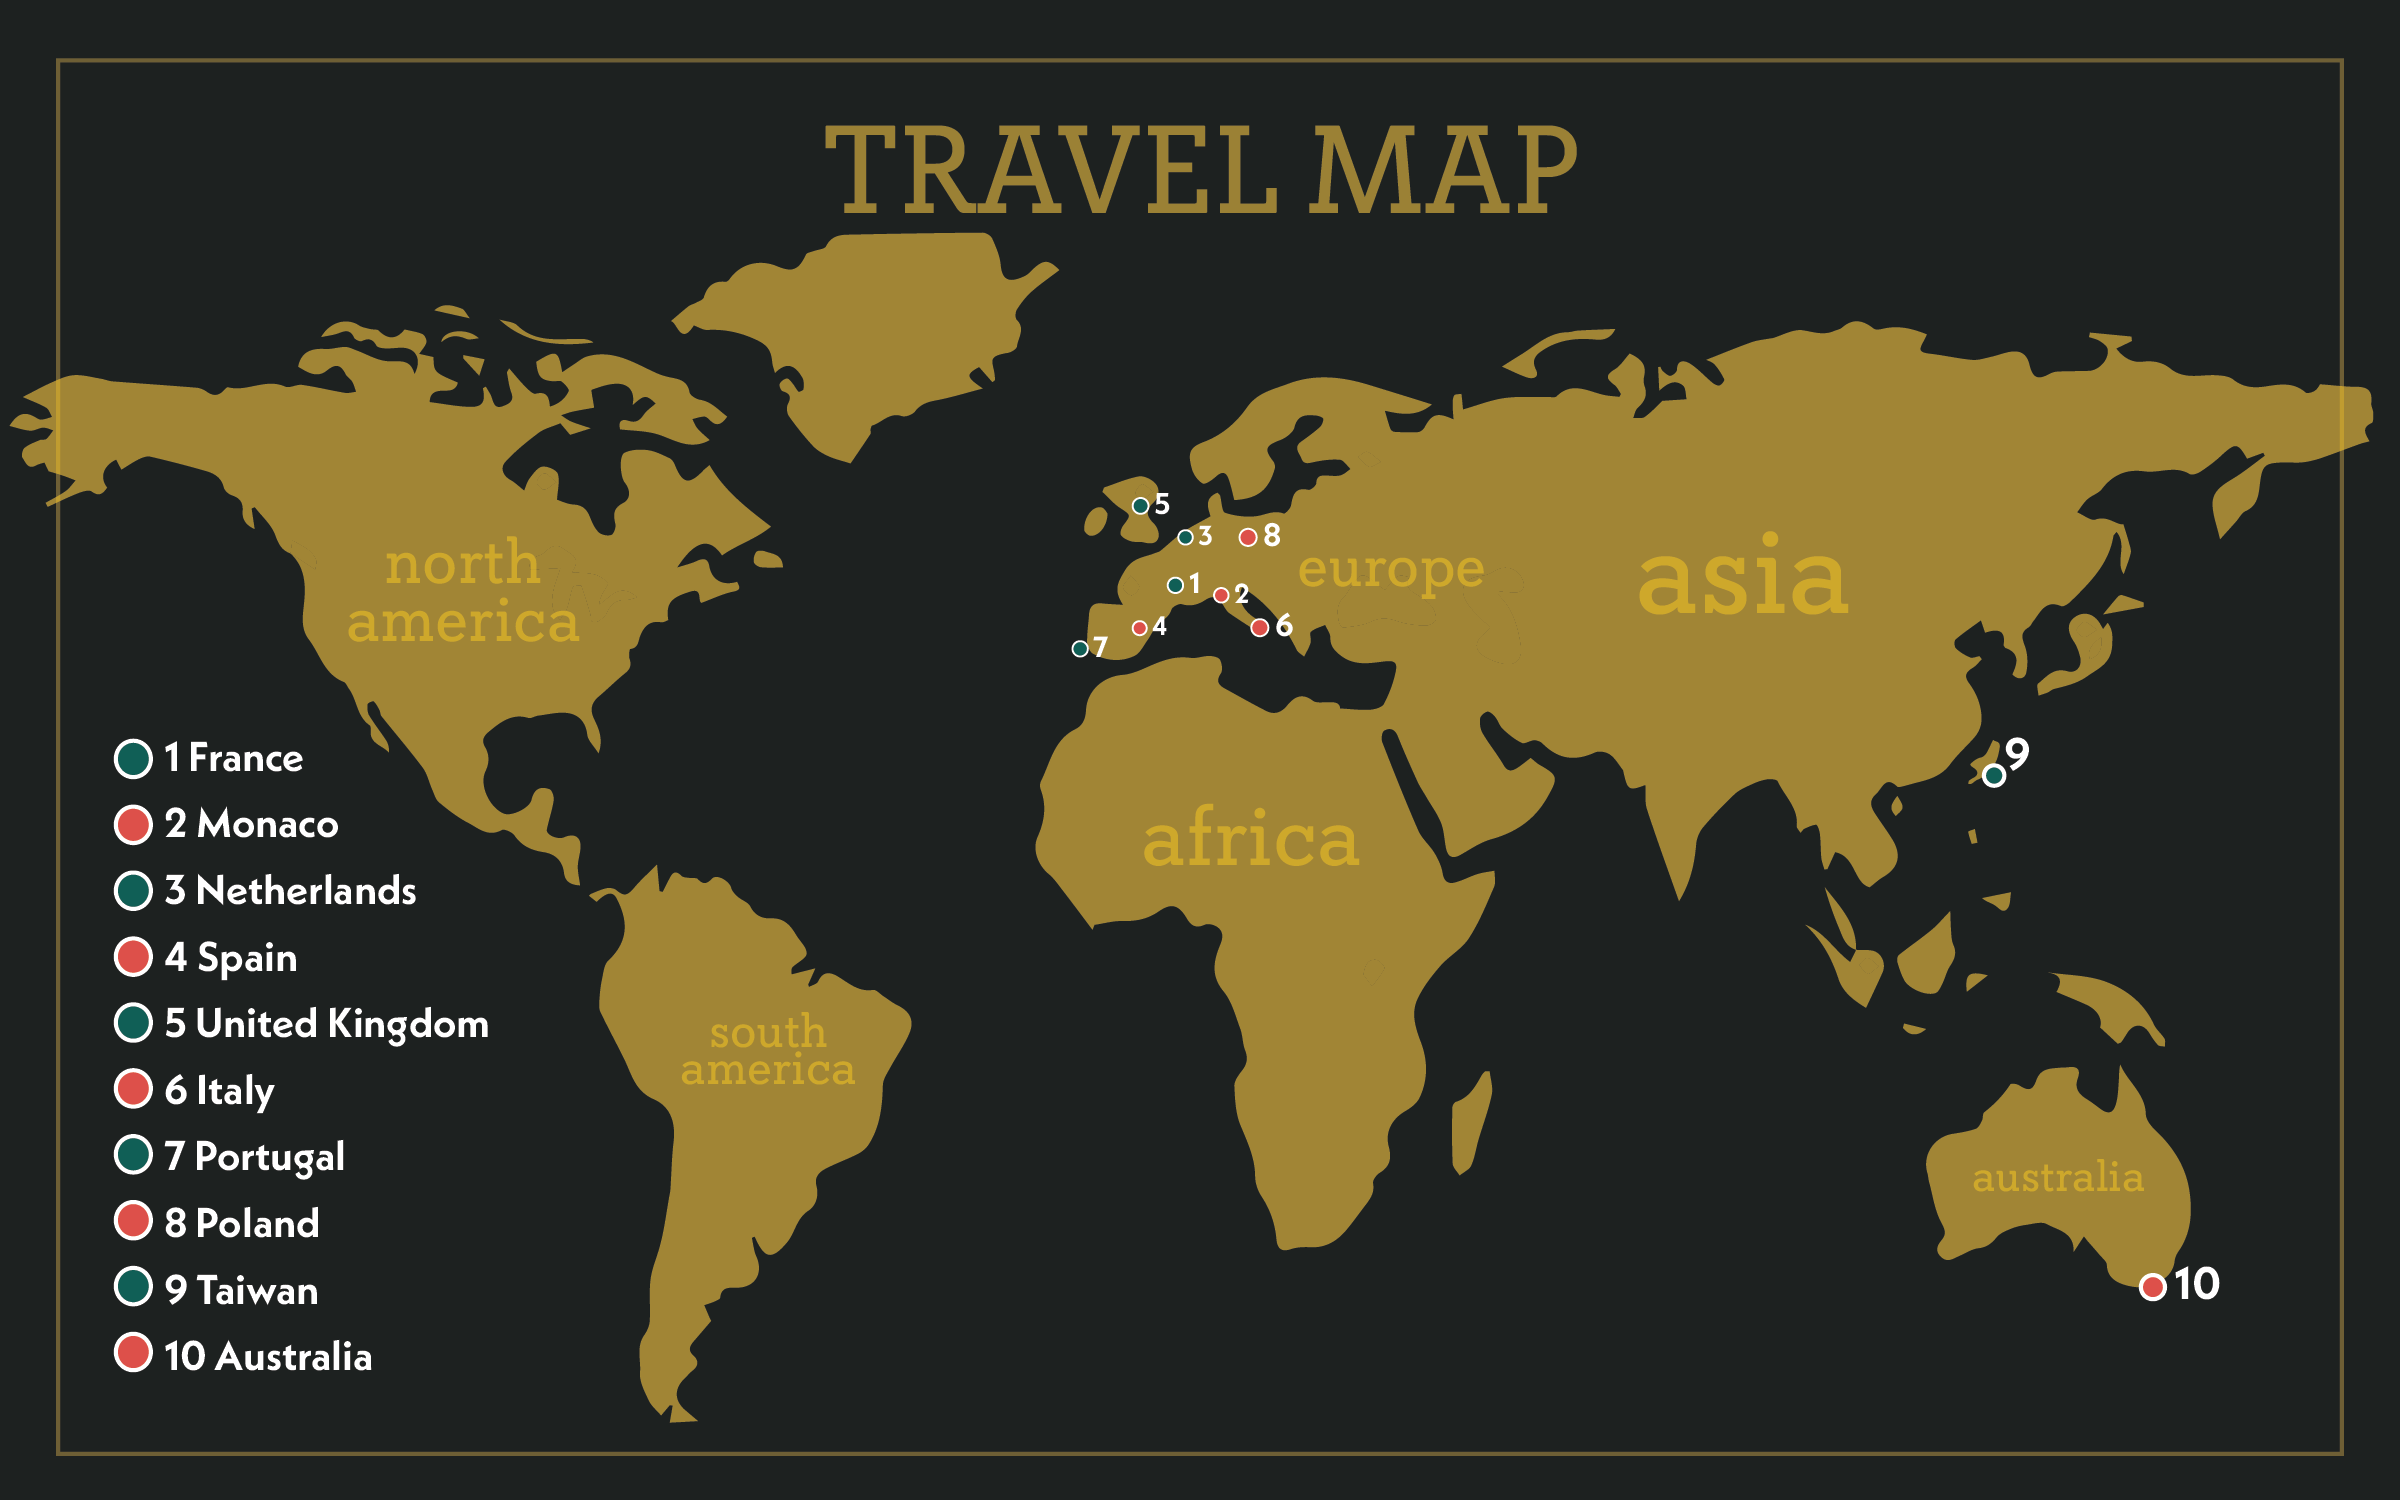 TRAVEL MAP
5
3
8
europe
asia
north
america
1
2
4
6
7
1 France
9
2 Monaco
africa
3 Netherlands
4 Spain
5 United Kingdom
south
america
6 Italy
7 Portugal
australia
8 Poland
9 Taiwan
10
10 Australia